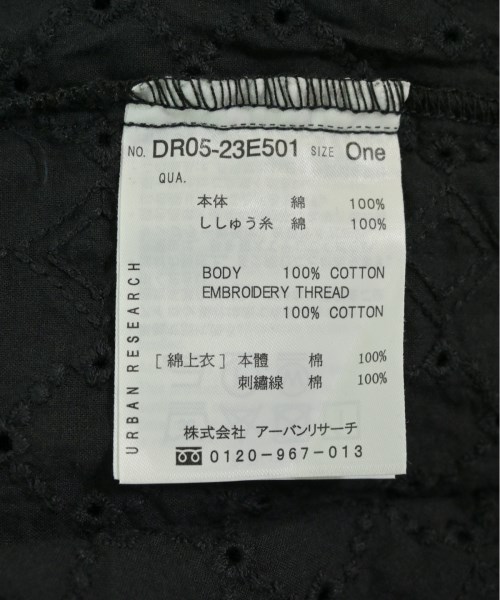 NO. DR05-23E501 SIZE One
QUA.
本体 綿 100%
ししゅう糸 綿 100%
BODY 100% COTTON
EMBROIDERY THREAD
100% COTTON
[綿上衣] 本體 棉 100%
刺繡線 棉 100%
株式会社 アーバンリサーチ
0120-967-013
URBAN RESEARCH